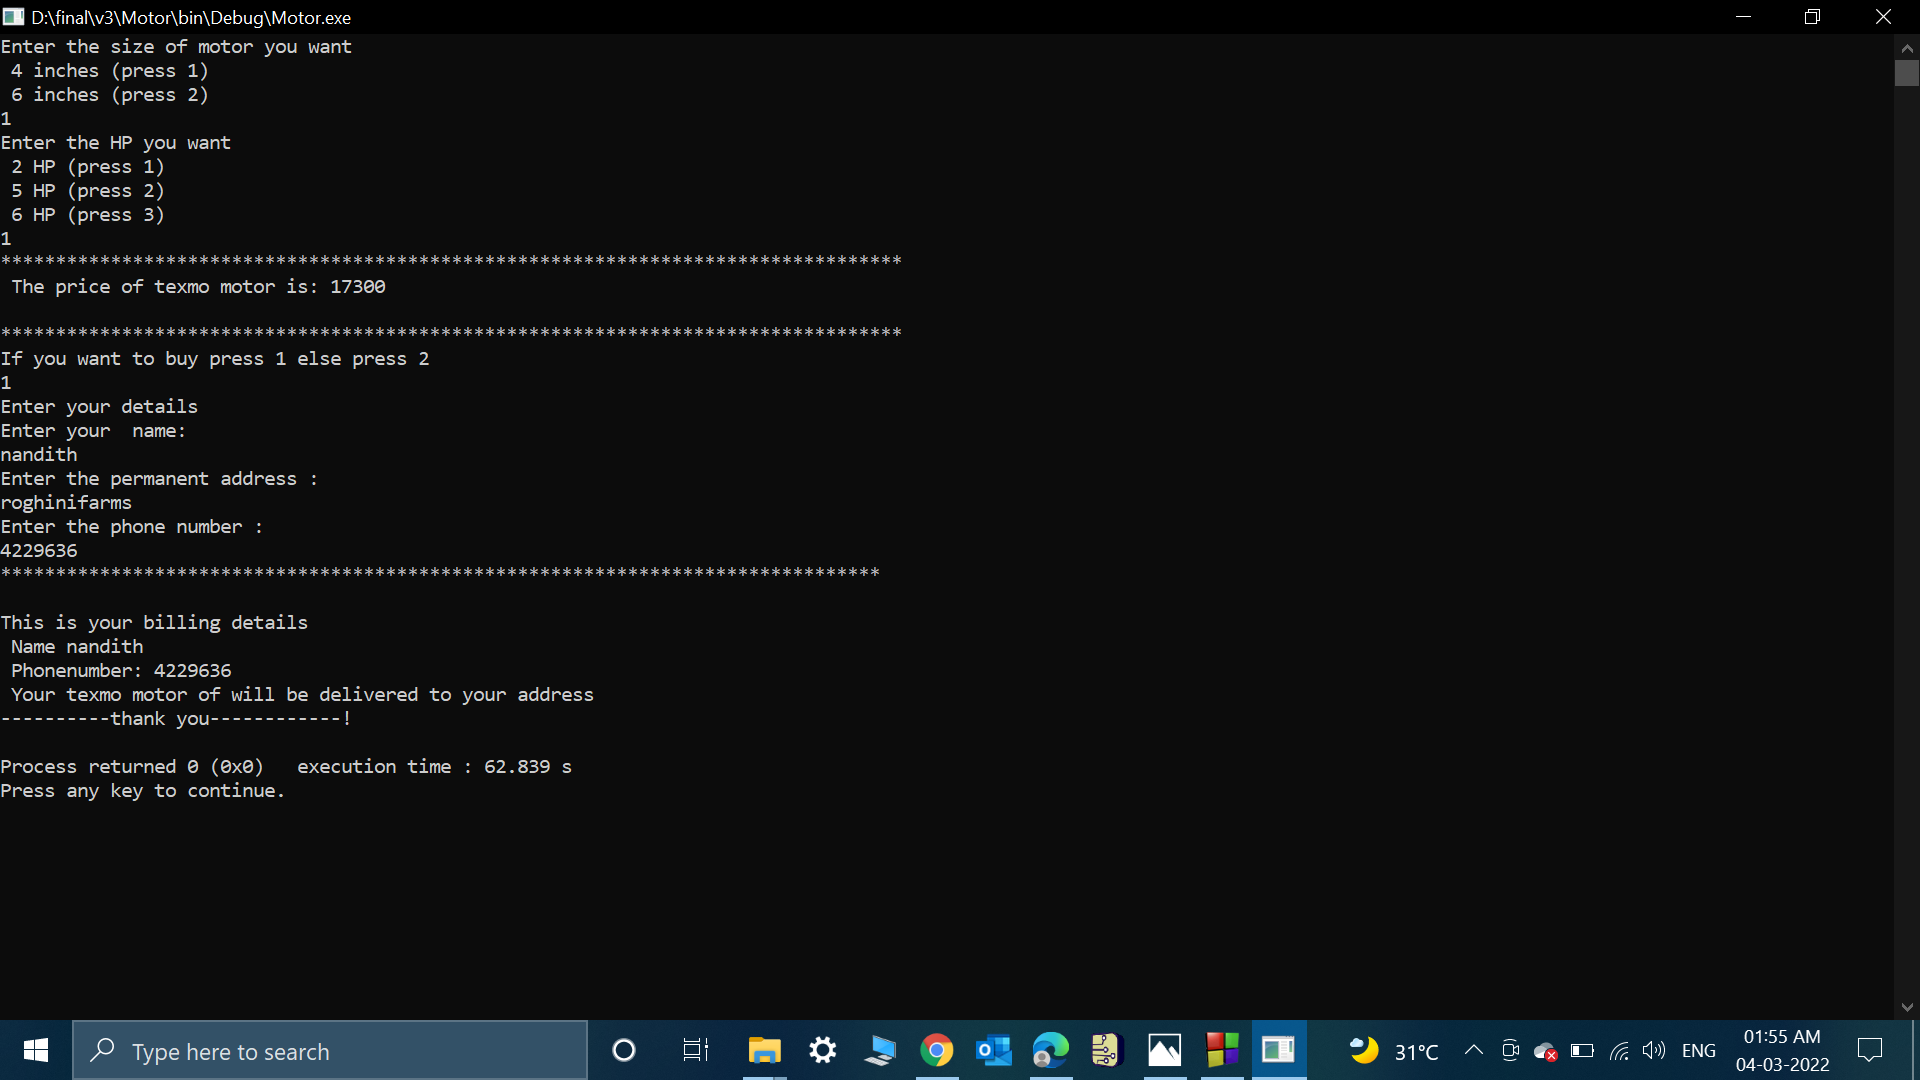 D:\final\v3\Motor\bin\Debug\Motor.exe
Enter the size of motor you want
 4 inches (press 1)
 6 inches (press 2)
1
Enter the HP you want
 2 HP (press 1)
 5 HP (press 2)
 6 HP (press 3)
1
**********************************************************************************
 The price of texmo motor is: 17300
**********************************************************************************
If you want to buy press 1 else press 2
1
Enter your details
Enter your  name:
nandith
Enter the permanent address :
roghinifarms
Enter the phone number :
4229636
********************************************************************************
This is your billing details
 Name nandith
 Phonenumber: 4229636
 Your texmo motor of will be delivered to your address
----------thank you------------!
Process returned 0 (0x0)   execution time : 62.839 s
Press any key to continue.
Type here to search
31°C
ENG
01:55 AM
04-03-2022